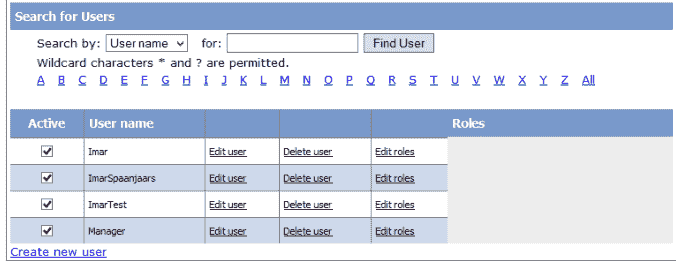 Search for Users
Search by: User name for: Find User
Wildcard characters * and ? are permitted.
A B C D E F G H I J K L M N O P Q R S T U V W X Y Z All
Active User name Roles
Imar Edit user Delete user Edit roles
ImarSpaanjaars Edit user Delete user Edit roles
ImarTest Edit user Delete user Edit roles
Manager Edit user Delete user Edit roles
Create new user